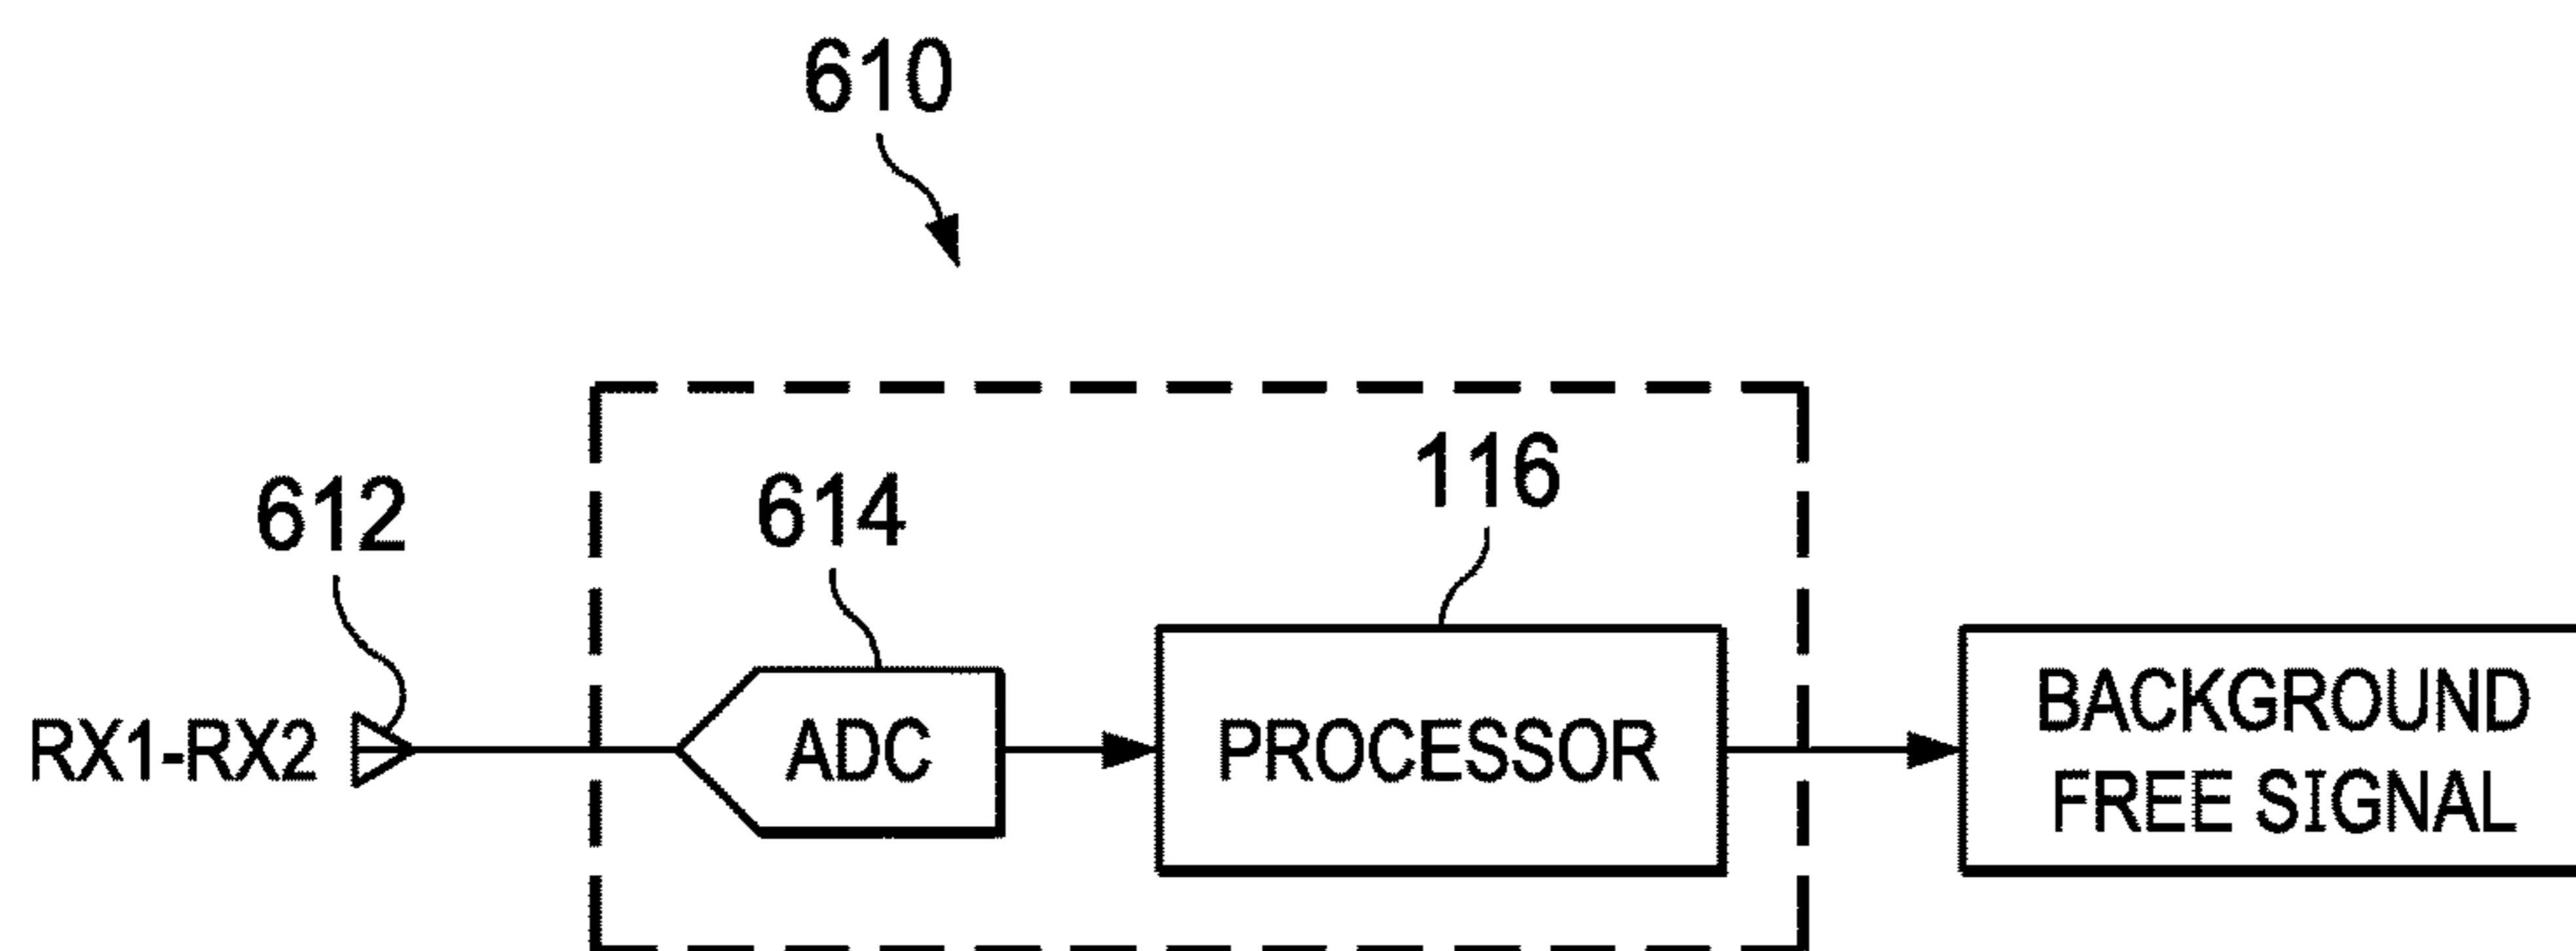 610
612
614
116
RX1-RX2
ADC
PROCESSOR
BACKGROUND
FREE SIGNAL